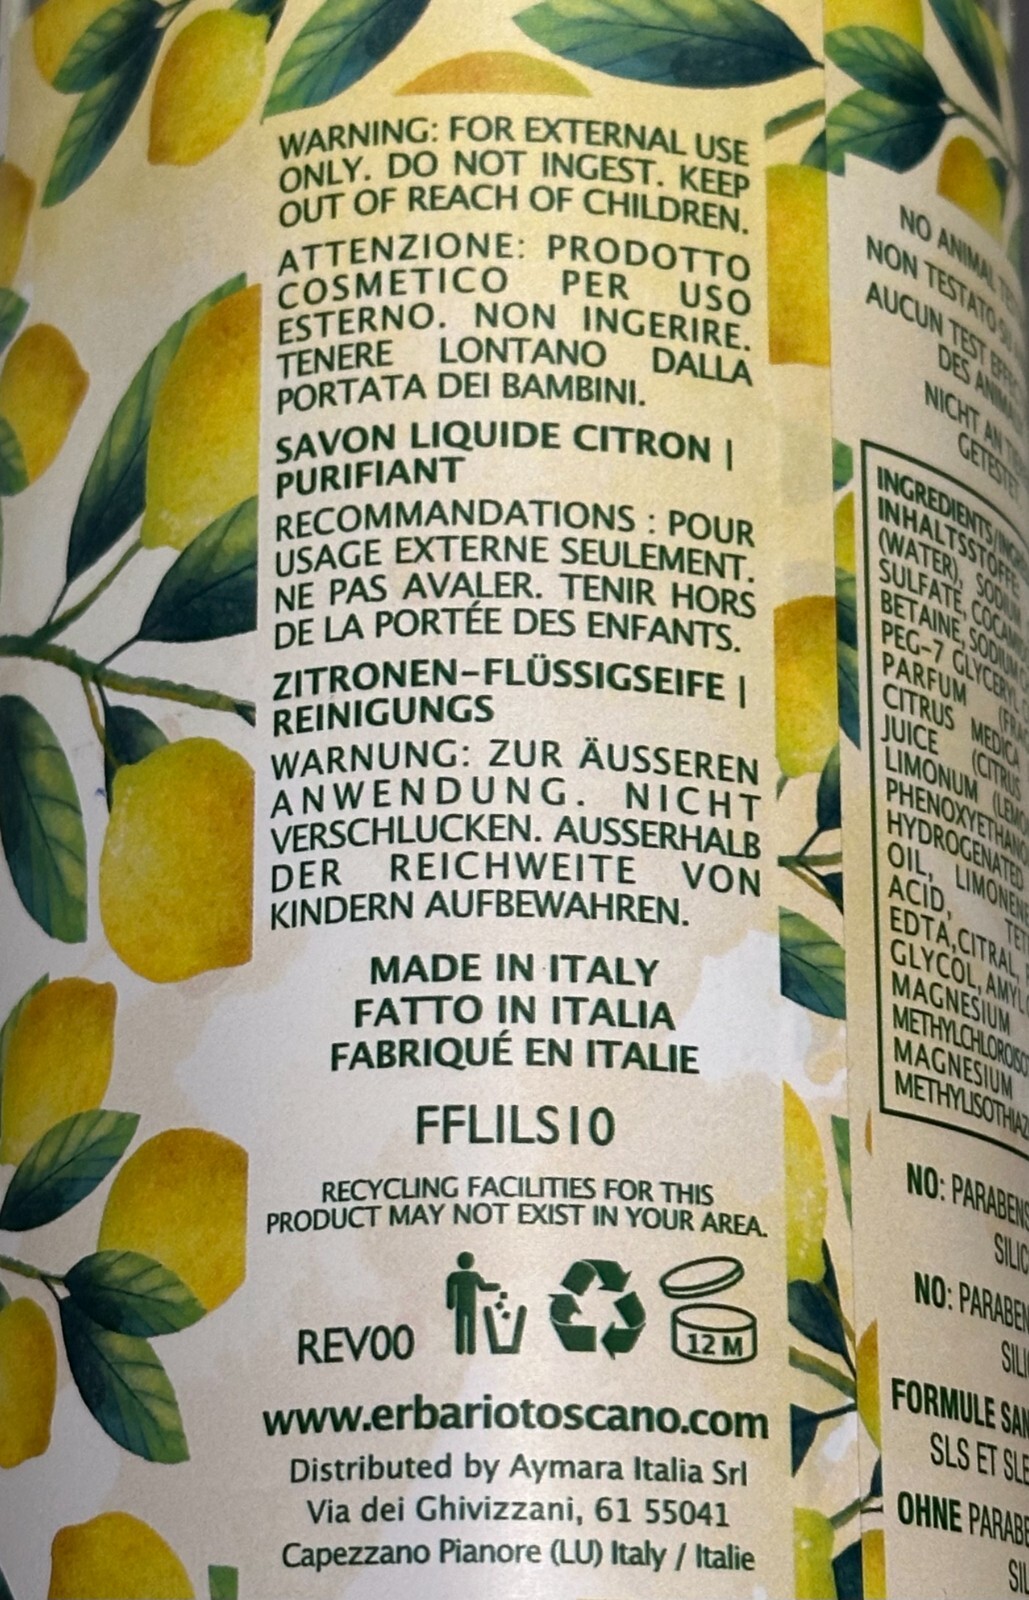 WARNING: FOR EXTERNAL USE
ONLY. DO NOT INGEST. KEEP
OUT OF REACH OF CHILDREN.
ATTENZIONE: PRODOTTO
COSMETICO PER USO
ESTERNO. NON INGERIRE.
TENERE LONTANO DALLA
PORTATA DEI BAMBINI.
SAVON LIQUIDE CITRON |
PURIFIANT
RECOMMANDATIONS : POUR
USAGE EXTERNE SEULEMENT.
NE PAS AVALER. TENIR HORS
DE LA PORTÉE DES ENFANTS.
ZITRONEN-FLÜSSIGSEIFE |
REINIGUNGS
WARNUNG: ZUR ÄUSSEREN
ANWENDUNG. NICHT
VERSCHLUCKEN. AUSSERHALB
DER REICHWEITE VON
KINDERN AUFBEWAHREN.
MADE IN ITALY
FATTO IN ITALIA
FABRIQUÉ EN ITALIE
FFLILS10
RECYCLING FACILITIES FOR THIS
PRODUCT MAY NOT EXIST IN YOUR AREA.
REV00
12 M
www.erbariotoscano.com
Distributed by Aymara Italia Srl
Via dei Ghivizzani, 61 55041
Capezzano Pianore (LU) Italy / Italie
NO ANIMAL
NON TESTATO
AUCUN TEST
DES
NICHT AN
GETESTET
INGREDIENTS/
INHALTSSTOFFE:
(WATER), SODIUM
SULFATE,
BETAINE, SODIUM
PEG-7 GLYCERYL
PARFUM
CITRUS MEDICA
JUICE (CITRUS
LIMONUM
HYDROGENATED
OIL,
ACID,
EDTA, CITRAL,
GLYCOL,
MAGNESIUM
MAGNESIUM
NO: PARABENS
NO:
FORMULE
SLS ET
OHNE